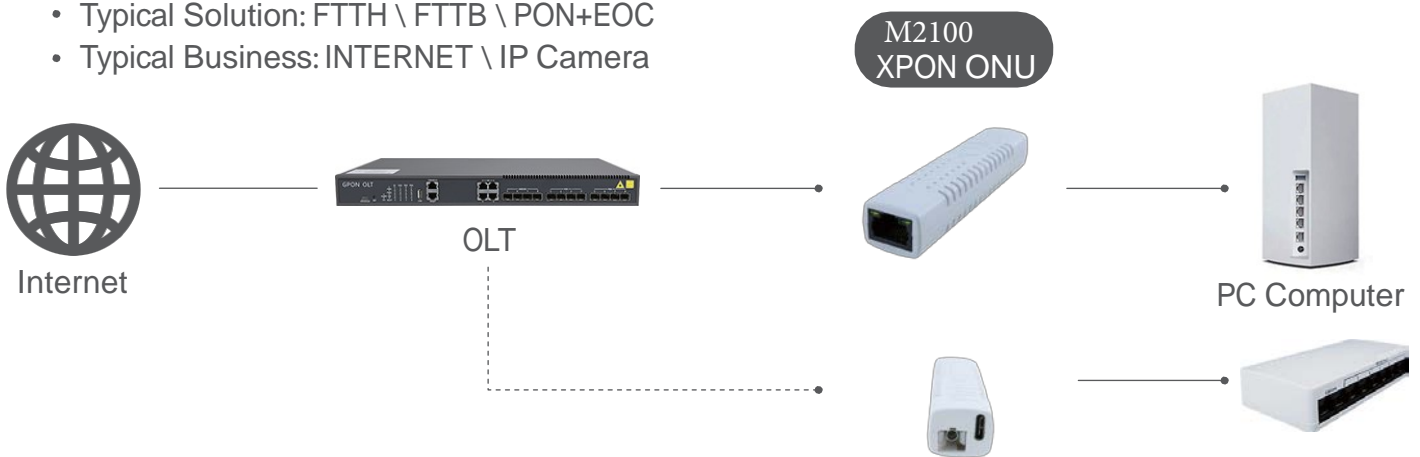 • Typical Solution: FTTH \ FTTB \ PON+EOC
• Typical Business: INTERNET \ IP Camera
M2100
XPON ONU
GPON OLT
OLT
Internet
PC Computer